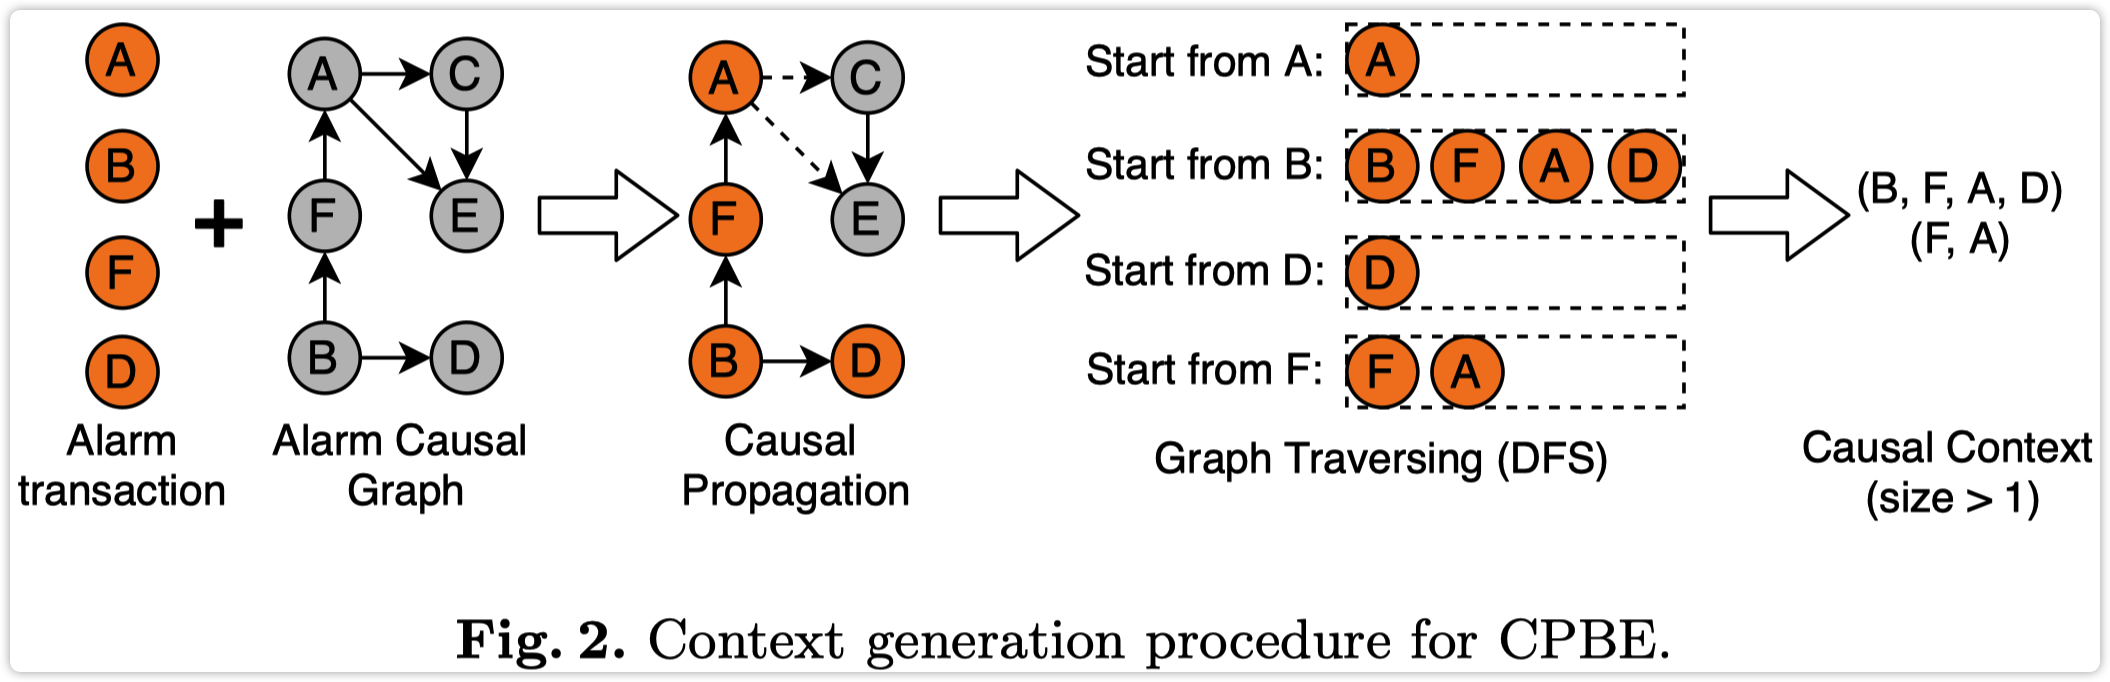 A
B
F
D
Alarm
transaction
+
A C
F E
B D
Alarm Causal
Graph
A C
F E
B D
Causal
Propagation
Start from A: A
Start from B: B F A D
Start from D: D
Start from F: F A
Graph Traversing (DFS)
(B, F, A, D)
(F, A)
Causal Context
(size > 1)
Fig. 2. Context generation procedure for CPBE.